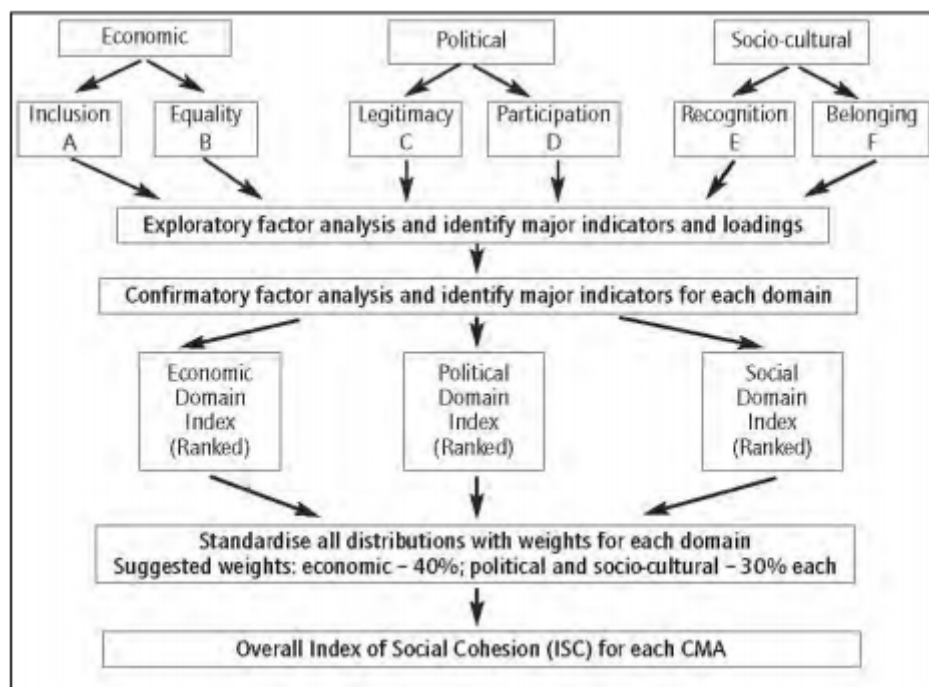 Economic
Political
Socio-cultural
Inclusion
A
Equality
B
Legitimacy
C
Participation
D
Recognition
E
Belonging
F
Exploratory factor analysis and identify major indicators and loadings
Confirmatory factor analysis and identify major indicators for each domain
Economic
Domain
Index
(Ranked)
Political
Domain
Index
(Ranked)
Social
Domain
Index
(Ranked)
Standardise all distributions with weights for each domain
Suggested weights: economic – 40%; political and socio-cultural – 30% each
Overall Index of Social Cohesion (ISC) for each CMA